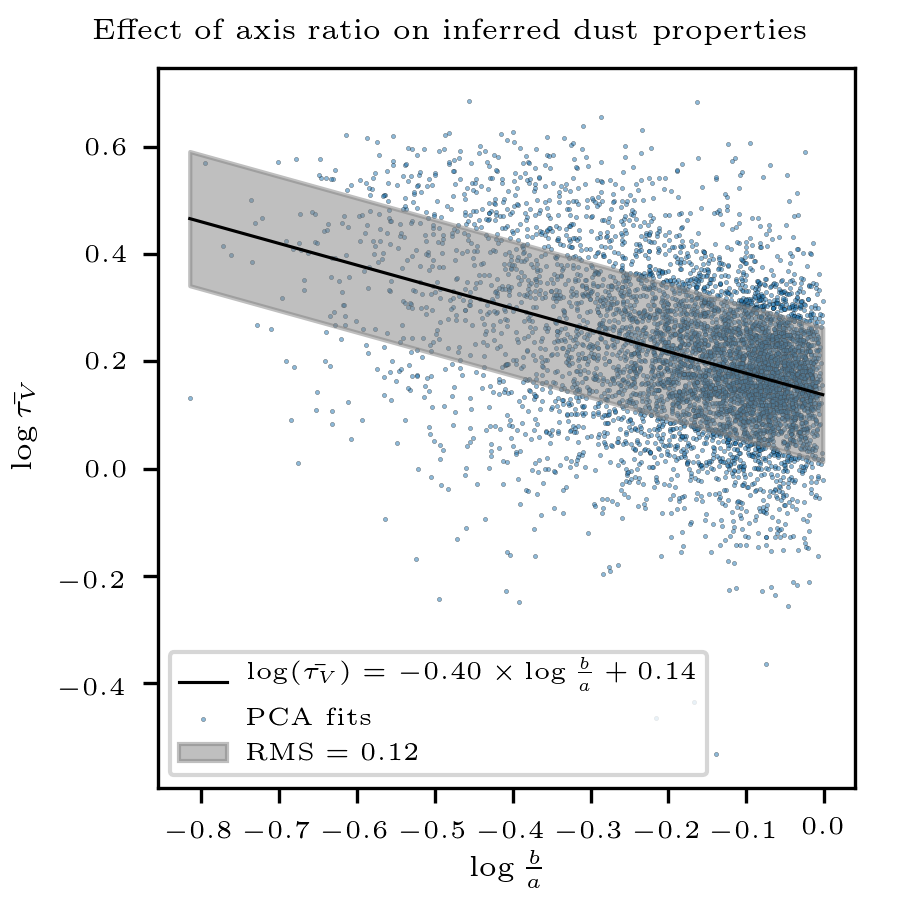 Effect of axis ratio on inferred dust properties
0.6
0.4
0.2
0.0
−0.2
−0.4
log τ̄_V
log(τ̄_V) = −0.40 × log b/a + 0.14
PCA fits
RMS = 0.12
−0.8 −0.7 −0.6 −0.5 −0.4 −0.3 −0.2 −0.1 0.0
log b/a